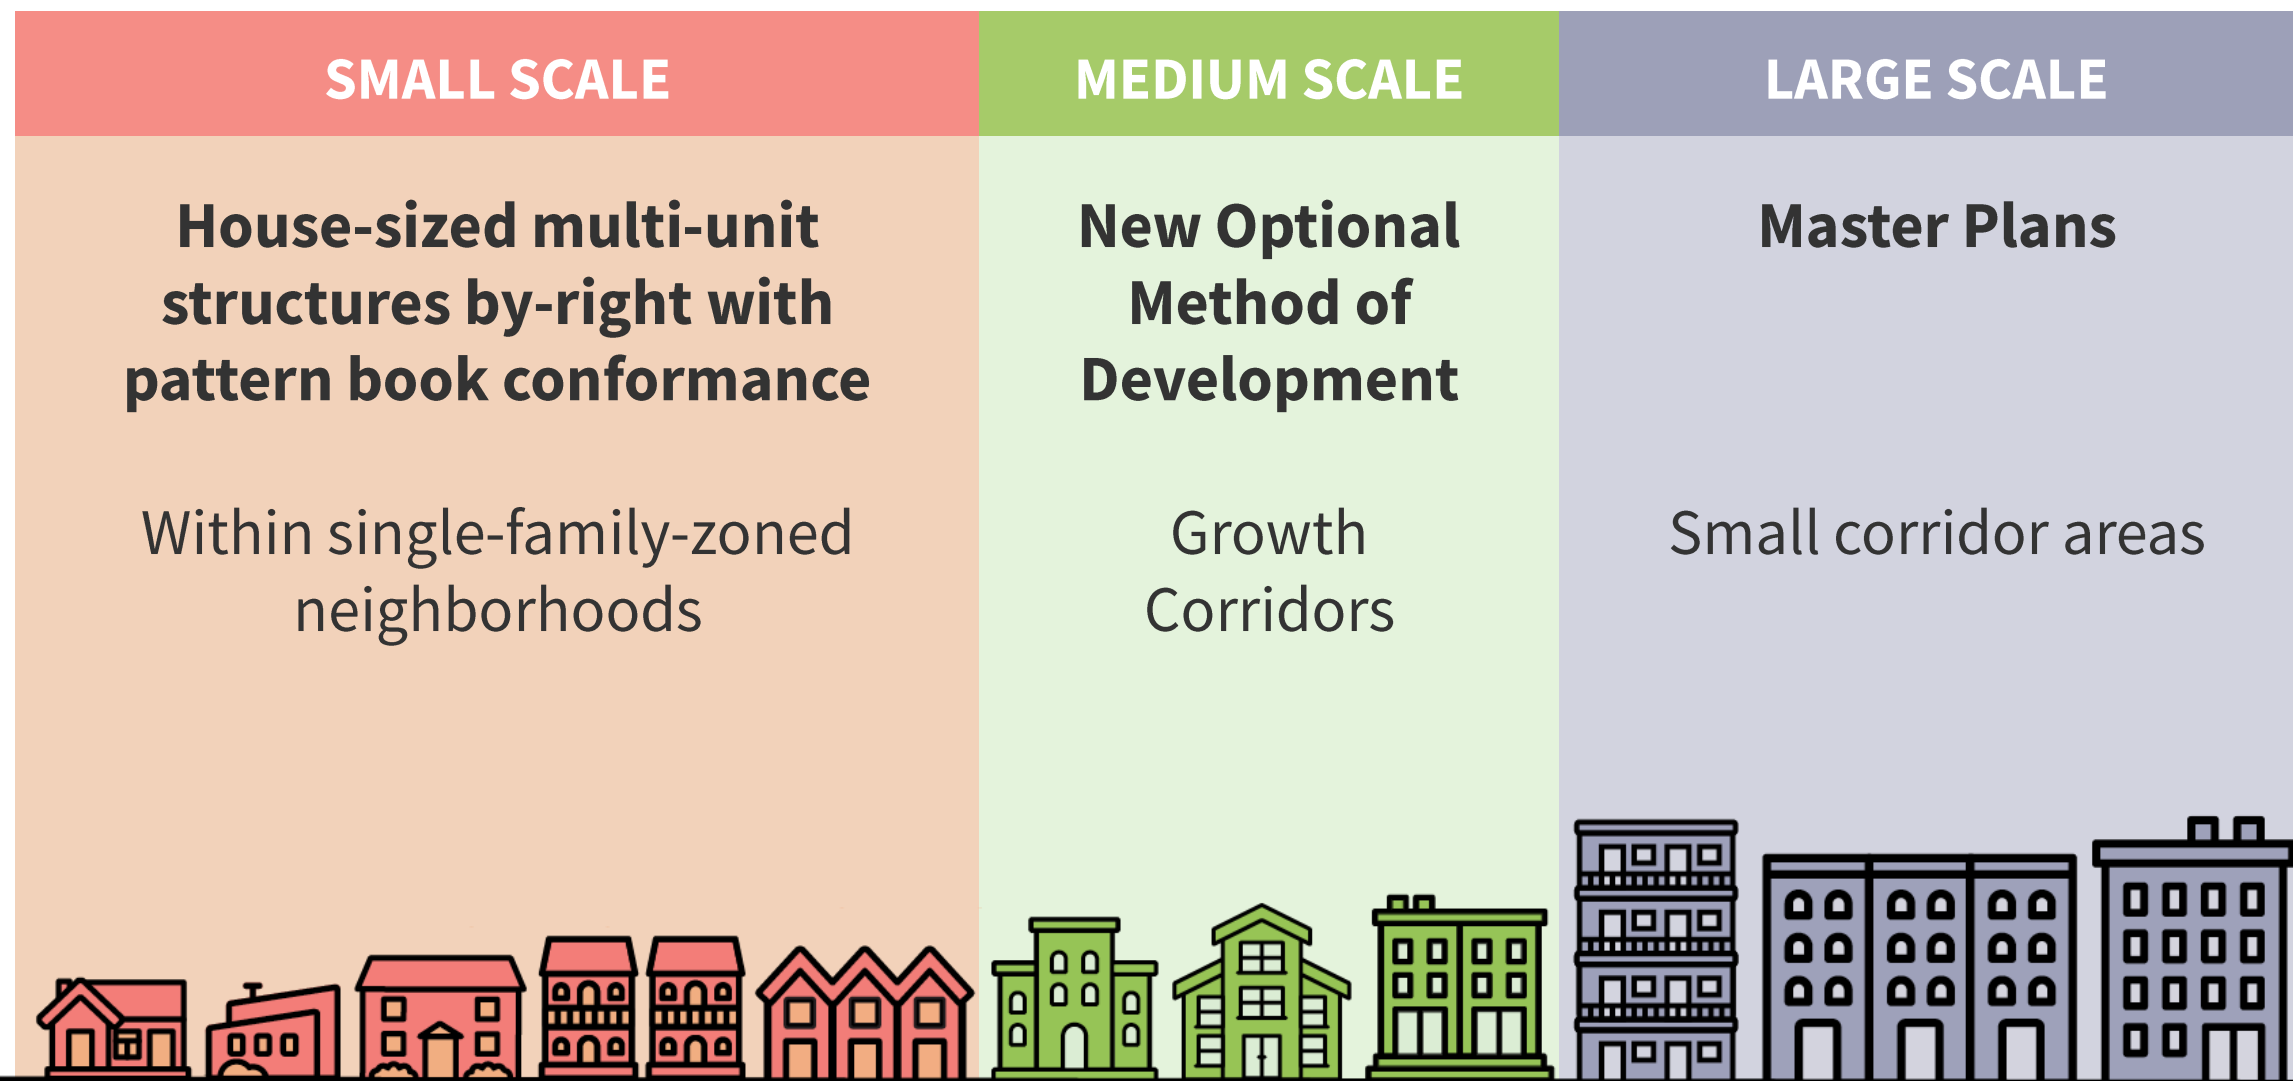 SMALL SCALE
House-sized multi-unit
structures by-right with
pattern book conformance
Within single-family-zoned
neighborhoods
MEDIUM SCALE
New Optional
Method of
Development
Growth
Corridors
LARGE SCALE
Master Plans
Small corridor areas